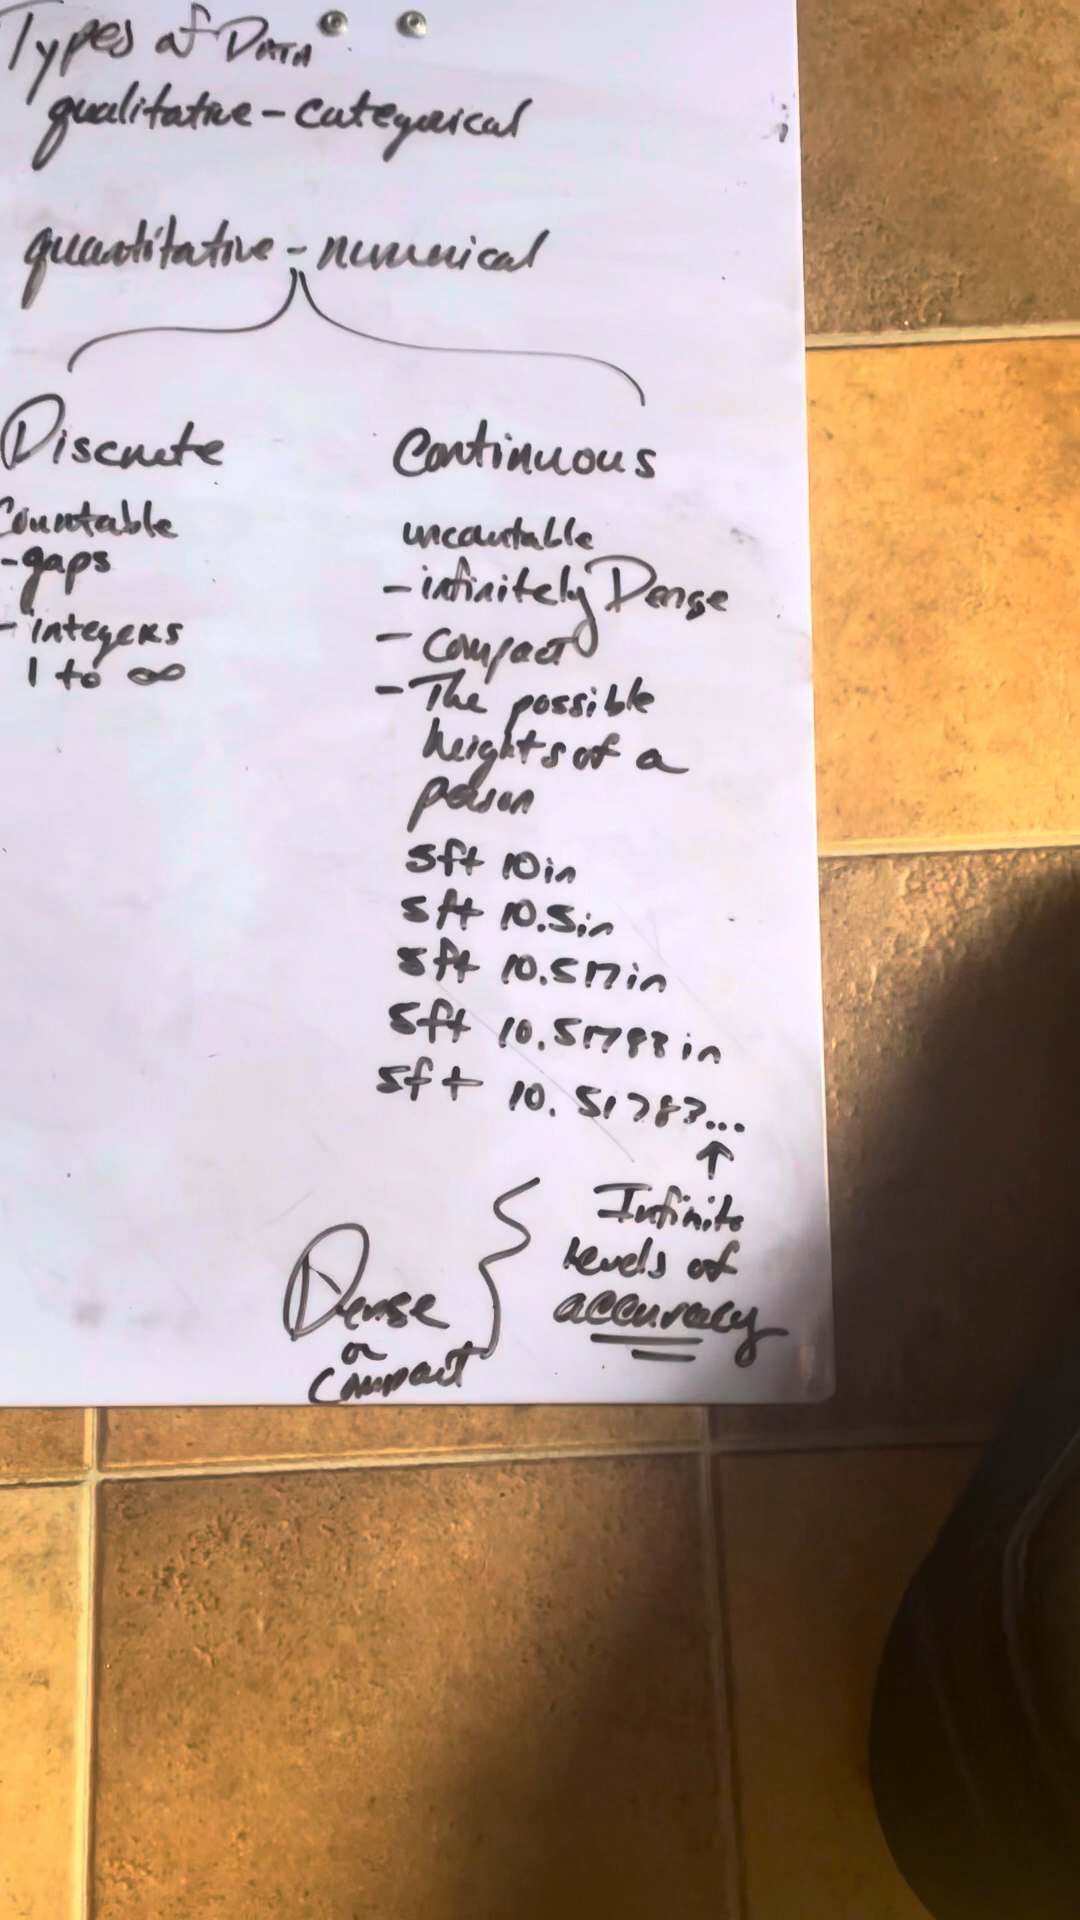 Types of DATA
qualitative - categorical
quantitative - numerical
Discrete
Countable
- gaps
- integers
1 to ∞
Continuous
uncountable
- infinitely Dense
- compact
- The possible
heights of a
person
5ft 10in
5ft 10.5in
5ft 10.517in
5ft 10.51783in
5ft 10.51783...
↑
Infinite
levels of
accuracy
Dense
or
Compact